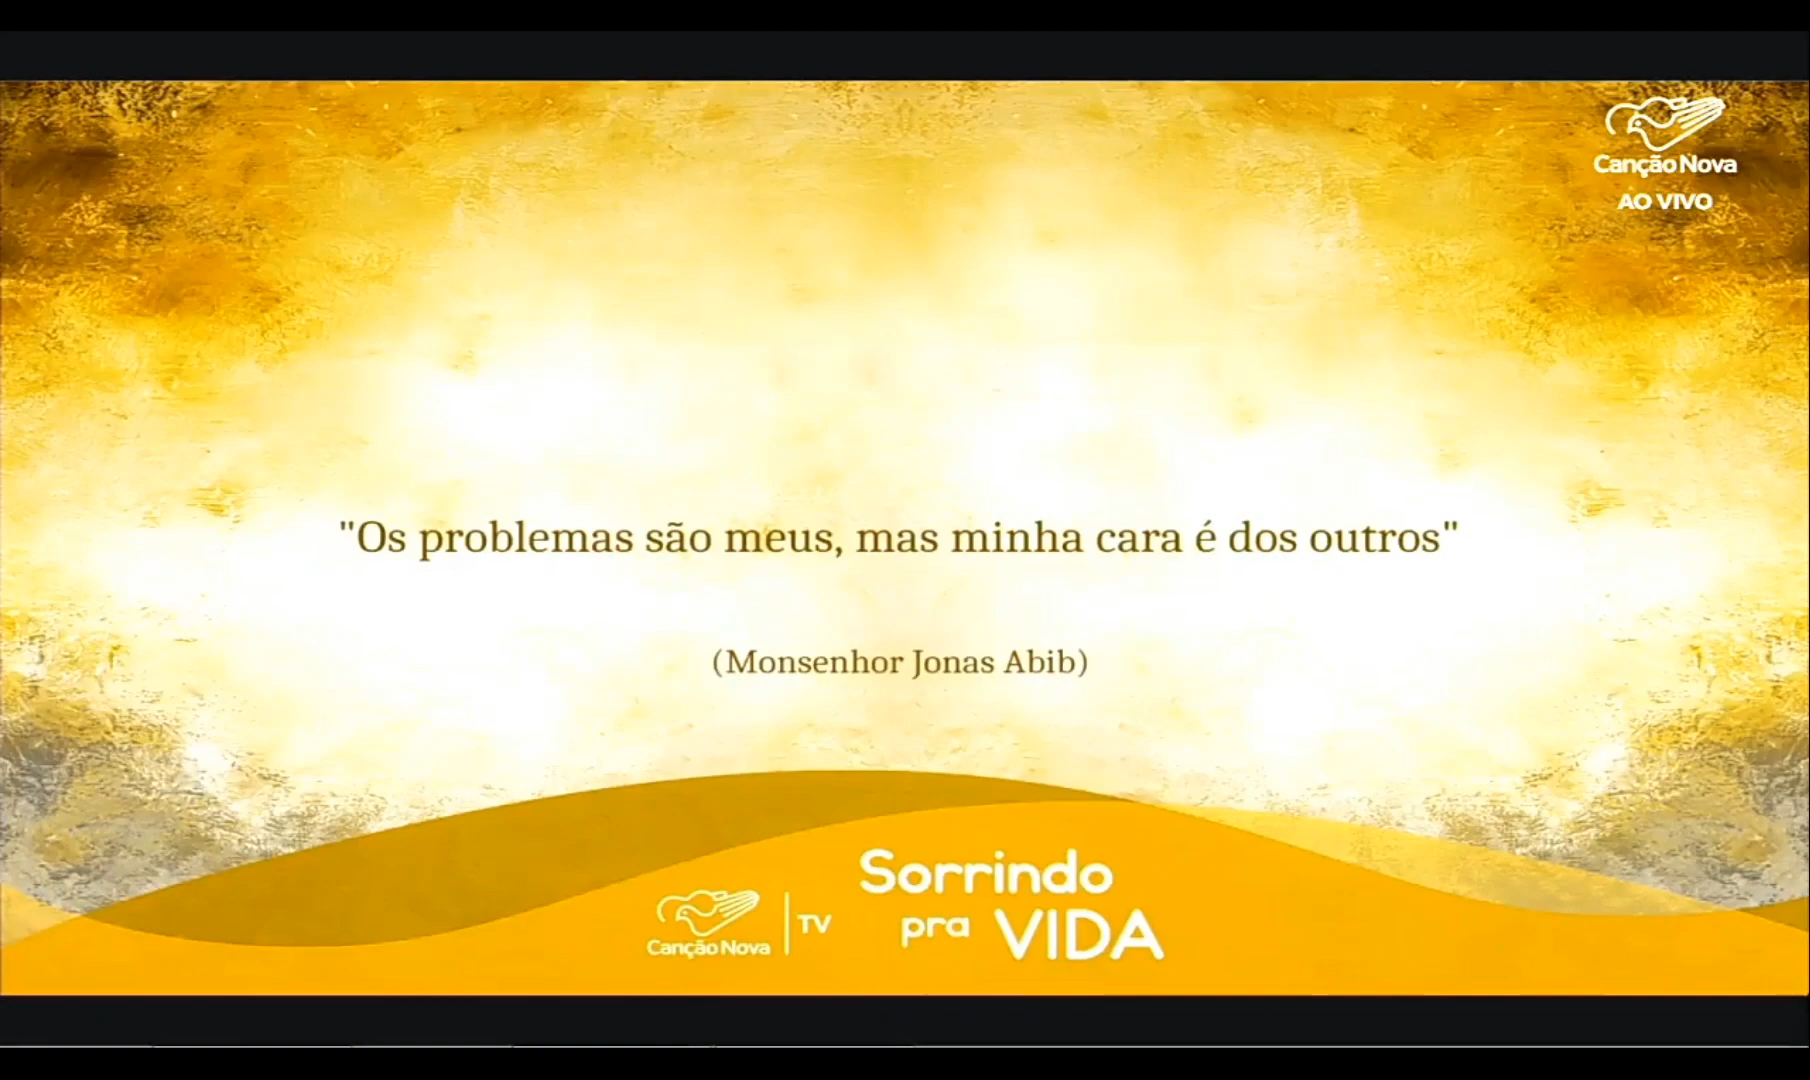 Canção Nova
AO VIVO
"Os problemas são meus, mas minha cara é dos outros"
(Monsenhor Jonas Abib)
Canção Nova
TV
Sorrindo
pra VIDA